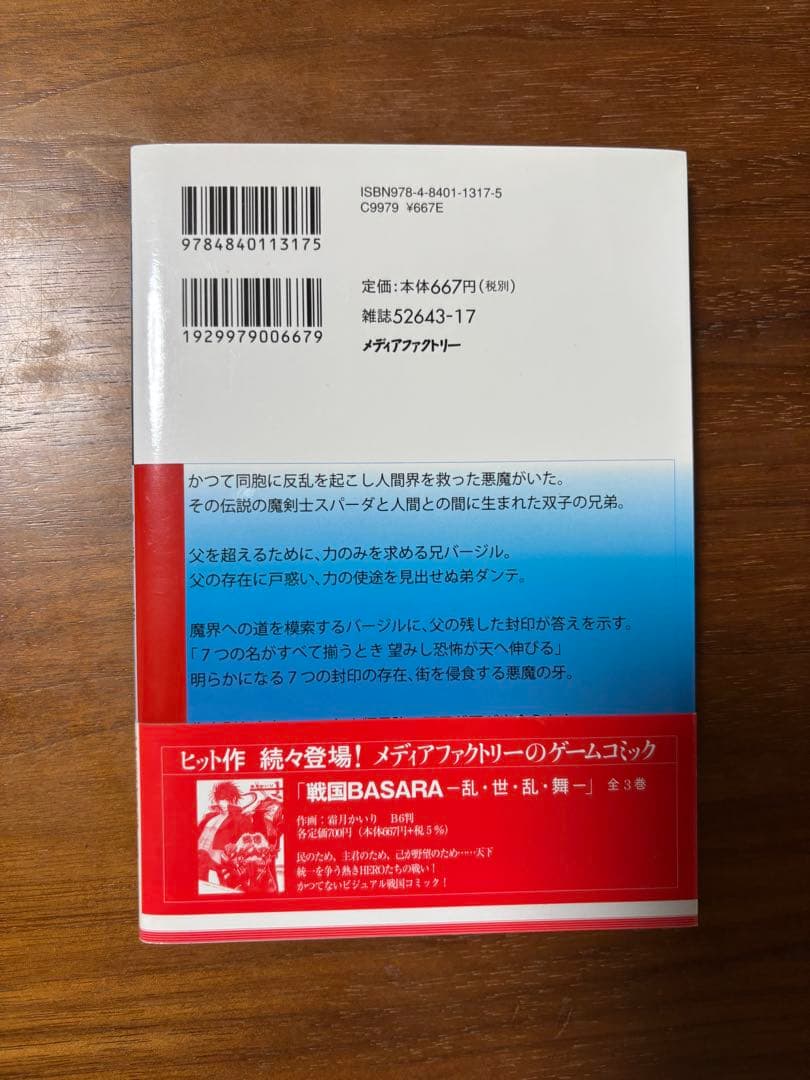 ISBN978-4-8401-1317-5
C9979 ¥667E
9784840113175
定価:本体667円(税別)
雑誌52643-17
1929979006679
メディアファクトリー
かつて同胞に反乱を起こし人間界を救った悪魔がいた。
その伝説の魔剣士スパーダと人間との間に生まれた双子の兄弟。
父を超えるために、力のみを求める兄バージル。
父の存在に戸惑い、力の使途を見出せぬ弟ダンテ。
魔界への道を模索するバージルに、父の残した封印が答えを示す。
「7つの名がすべて揃うとき 望みし恐怖が天へ伸びる」
明らかになる7つの封印の存在、街を侵食する悪魔の牙。
ヒット作 続々登場! メディアファクトリーのゲームコミック
「戦国BASARA－乱・世・乱・舞－」 全3巻
作画:霜月かいり B6判
各定価700円(本体667円+税5%)
民のため、主君のため、己が野望のため……天下
統一を争う熱きHEROたちの戦い!
かつてないビジュアル戦国コミック!